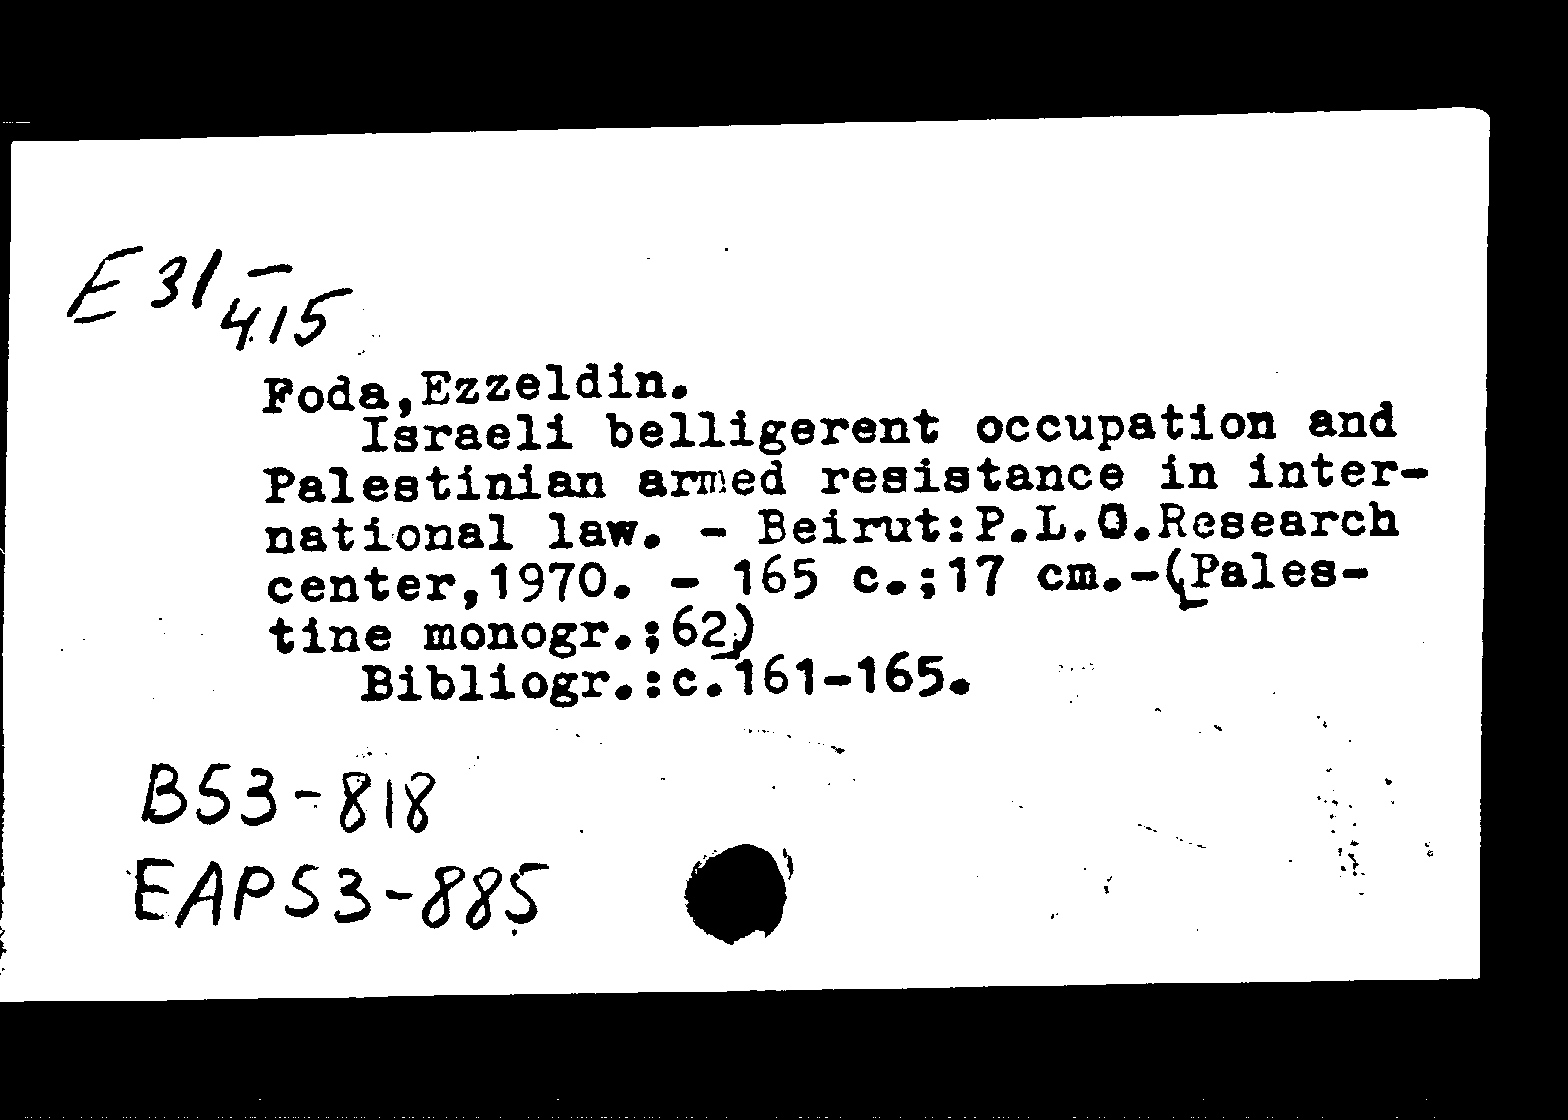 E 31-
415
Foda,Ezzeldin.
Israeli belligerent occupation and
Palestinian armed resistance in inter-
national law. - Beirut:P.L.O.Research
center,1970. - 165 c.;17 cm.-(Pales-
tine monogr.;62)
Bibliogr.:c.161-165.
B53-818
EAP53-885